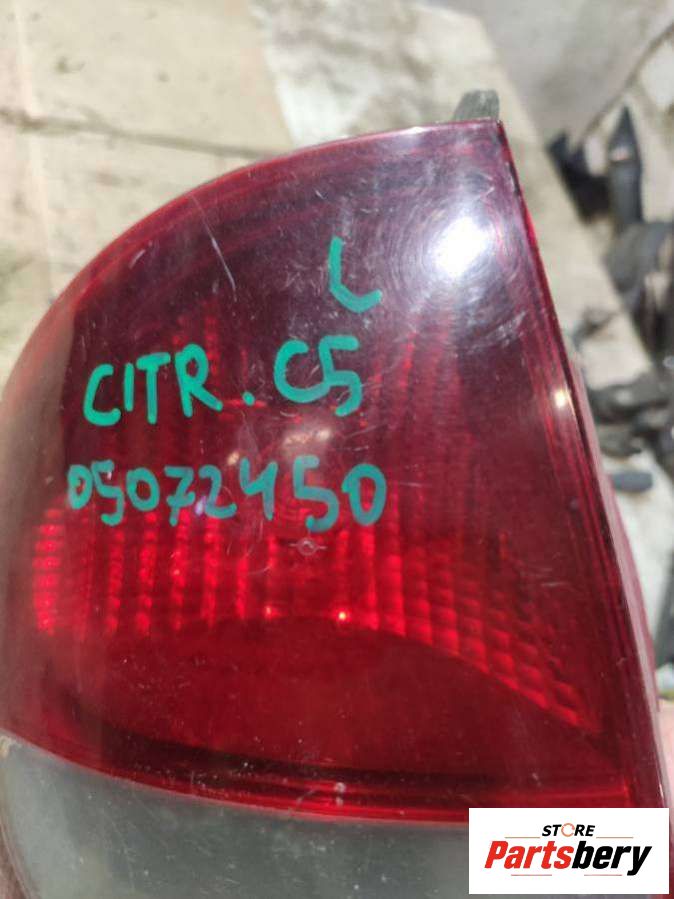 L
CITR. C5
05072450
STORE
Partsbery